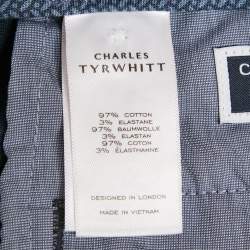 CHARLES
TYRWHITT
97% COTTON
3% ELASTANE
97% BAUMWOLLE
3% ELASTAN
97% COTON
3% ÉLASTHANNE
DESIGNED IN LONDON
MADE IN VIETNAM
C